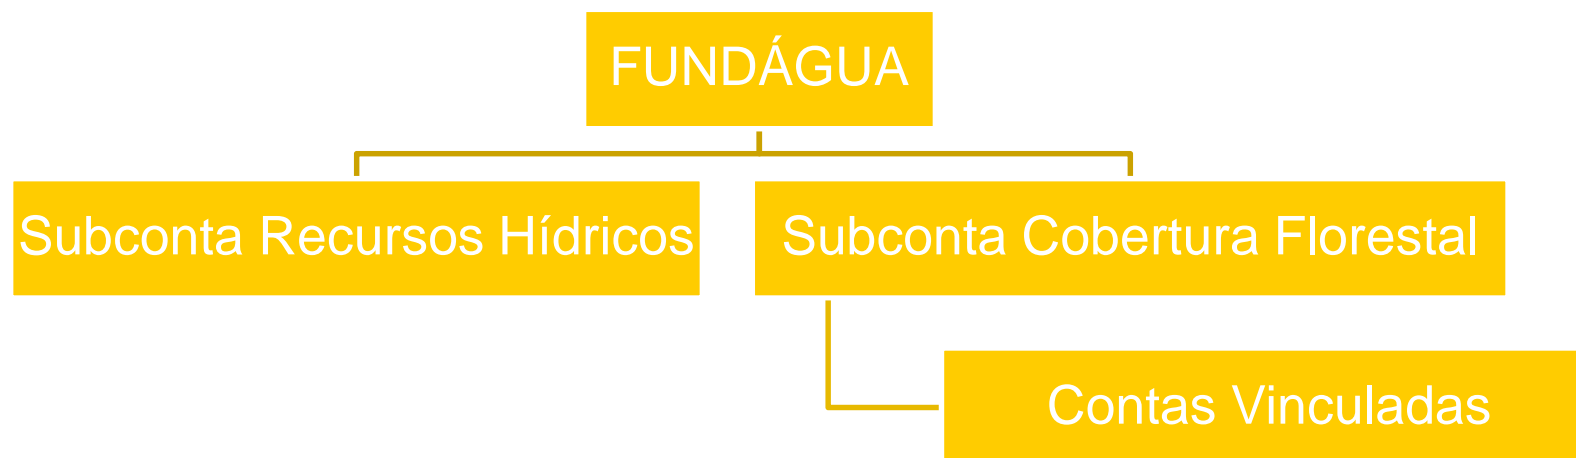 FUNDÁGUA
Subconta Recursos Hídricos
Subconta Cobertura Florestal
Contas Vinculadas